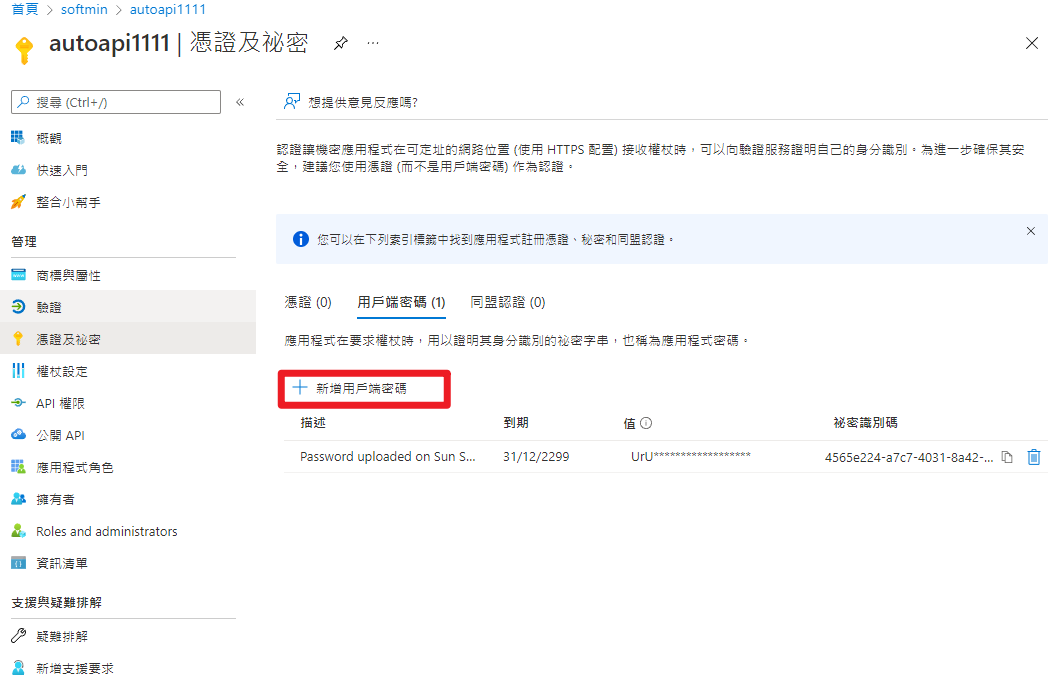 首頁 > softmin > autoapi1111
autoapi1111 | 憑證及祕密
搜尋 (Ctrl+/)
概觀
快速入門
整合小幫手
管理
商標與屬性
驗證
憑證及祕密
權杖設定
API 權限
公開 API
應用程式角色
擁有者
Roles and administrators
資訊清單
支援與疑難排解
疑難排解
新增支援要求
想提供意見反應嗎?
認證讓機密應用程式在可定址的網路位置 (使用 HTTPS 配置) 接收權杖時，可以向驗證服務證明自己的身分識別。為進一步確保其安
全，建議您使用憑證 (而不是用戶端密碼) 作為認證。
您可以在下列索引標籤中找到應用程式註冊憑證、秘密和同盟認證。
憑證 (0) 用戶端密碼 (1) 同盟認證 (0)
應用程式在要求權杖時，用以證明其身分識別的祕密字串，也稱為應用程式密碼。
新增用戶端密碼
描述 到期 值 祕密識別碼
Password uploaded on Sun S... 31/12/2299 UrU****************** 4565e224-a7c7-4031-8a42-...